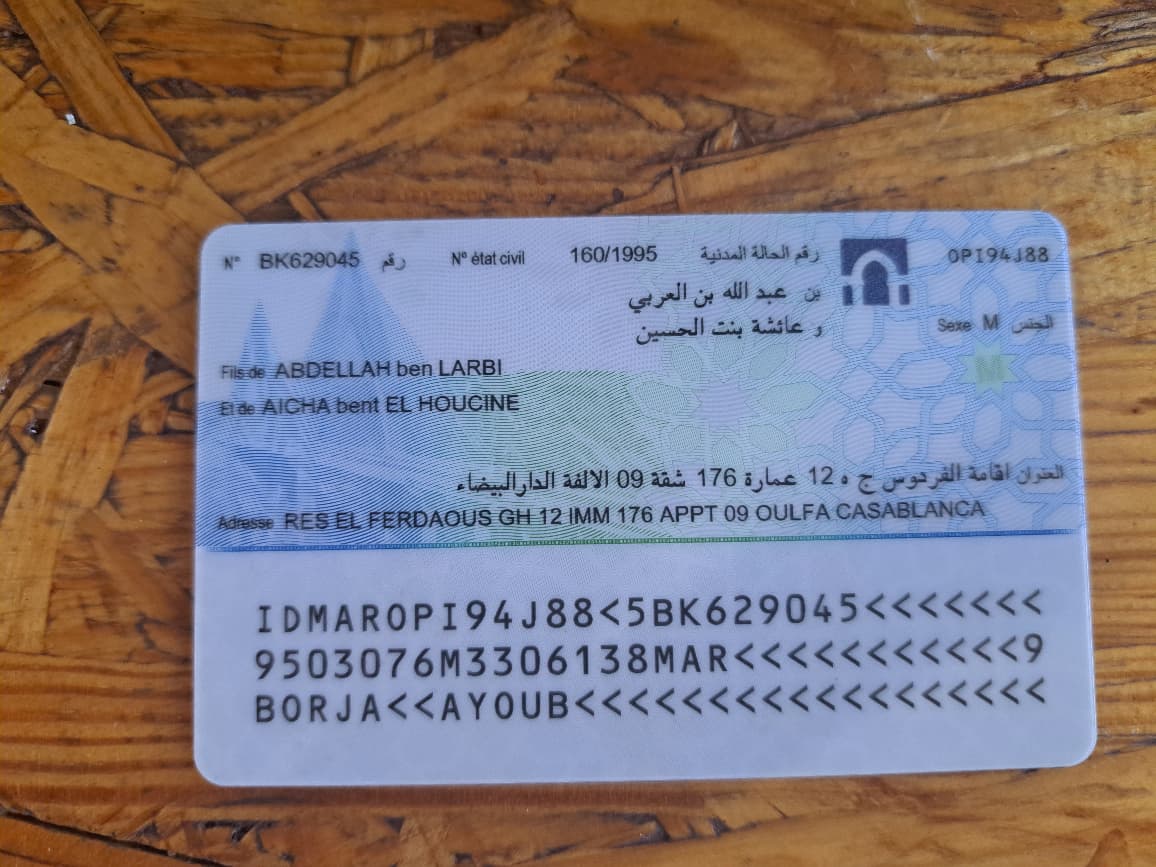 N° BK629045 رقم N° état civil 160/1995 رقم الحالة المدنية OPI94J88
بن عبد الله بن العربي
و عائشة بنت الحسين
Sexe M الجنس
M
Fils de ABDELLAH ben LARBI
Et de AICHA bent EL HOUCINE
العنوان اقامة الفردوس ج ه 12 عمارة 176 شقة 09 الالفة الدارالبيضاء
Adresse RES EL FERDAOUS GH 12 IMM 176 APPT 09 OULFA CASABLANCA
IDMAROPI94J88<5BK629045<<<<<<<
9503076M3306138MAR<<<<<<<<<<<9
BORJA<<AYOUB<<<<<<<<<<<<<<<<<<